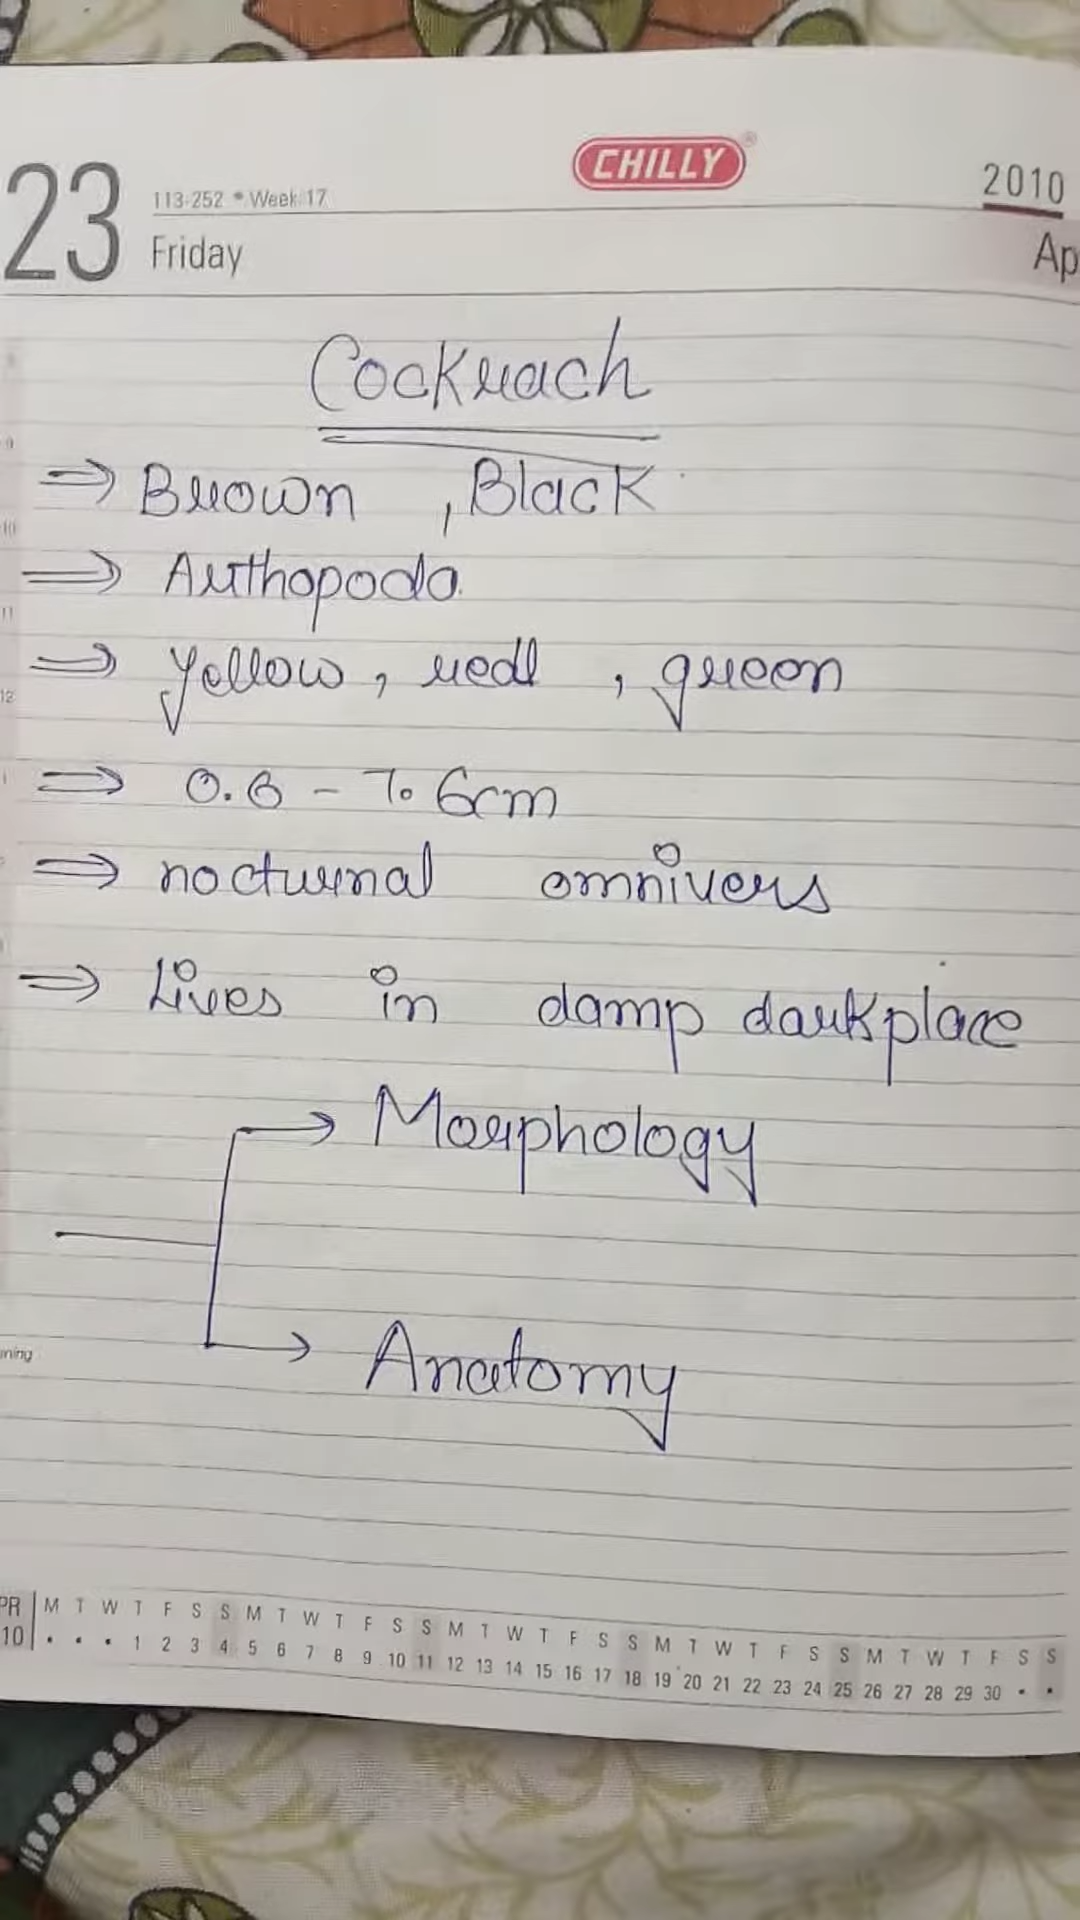 CHILLY®
23 113-252 • Week 17 2010
Friday Ap
Cockrach
⇒ Brown , Black
⇒ Arthopoda
⇒ yellow, red , green
⇒ 0.6 - 7.6cm
⇒ nocturnal omnivers
⇒ Lives in damp dark place
→ Morphology
→ Anatomy
PR M T W T F S S M T W T F S S M T W T F S S M T W T F S S M T W T F S S
10 • • • 1 2 3 4 5 6 7 8 9 10 11 12 13 14 15 16 17 18 19 20 21 22 23 24 25 26 27 28 29 30 • •